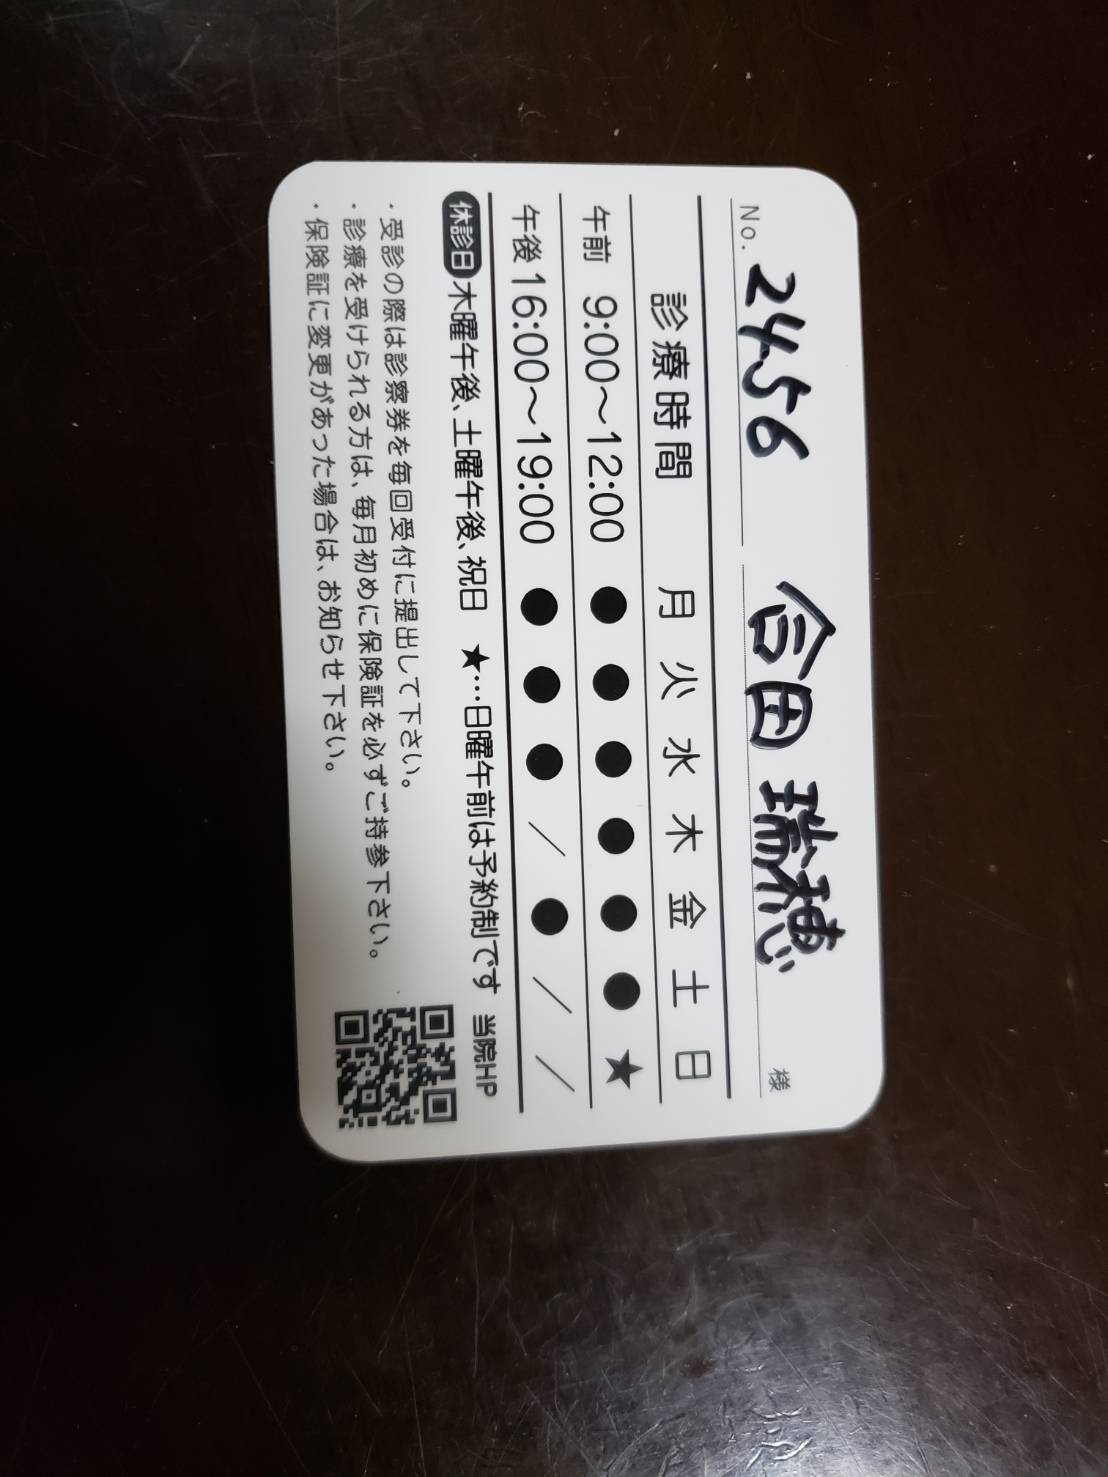 No. 2456 合田 瑞穂 様
診療時間 月 火 水 木 金 土 日
午前 9:00〜12:00 ● ● ● ● ● ● ★
午後 16:00〜19:00 ● ● ● / ● / /
休診日 木曜午後、土曜午後、祝日 ★…日曜午前は予約制です 当院HP
・受診の際は診察券を毎回受付に提出して下さい。
・診療を受けられる方は、毎月初めに保険証を必ずご持参下さい。
・保険証に変更があった場合は、お知らせ下さい。